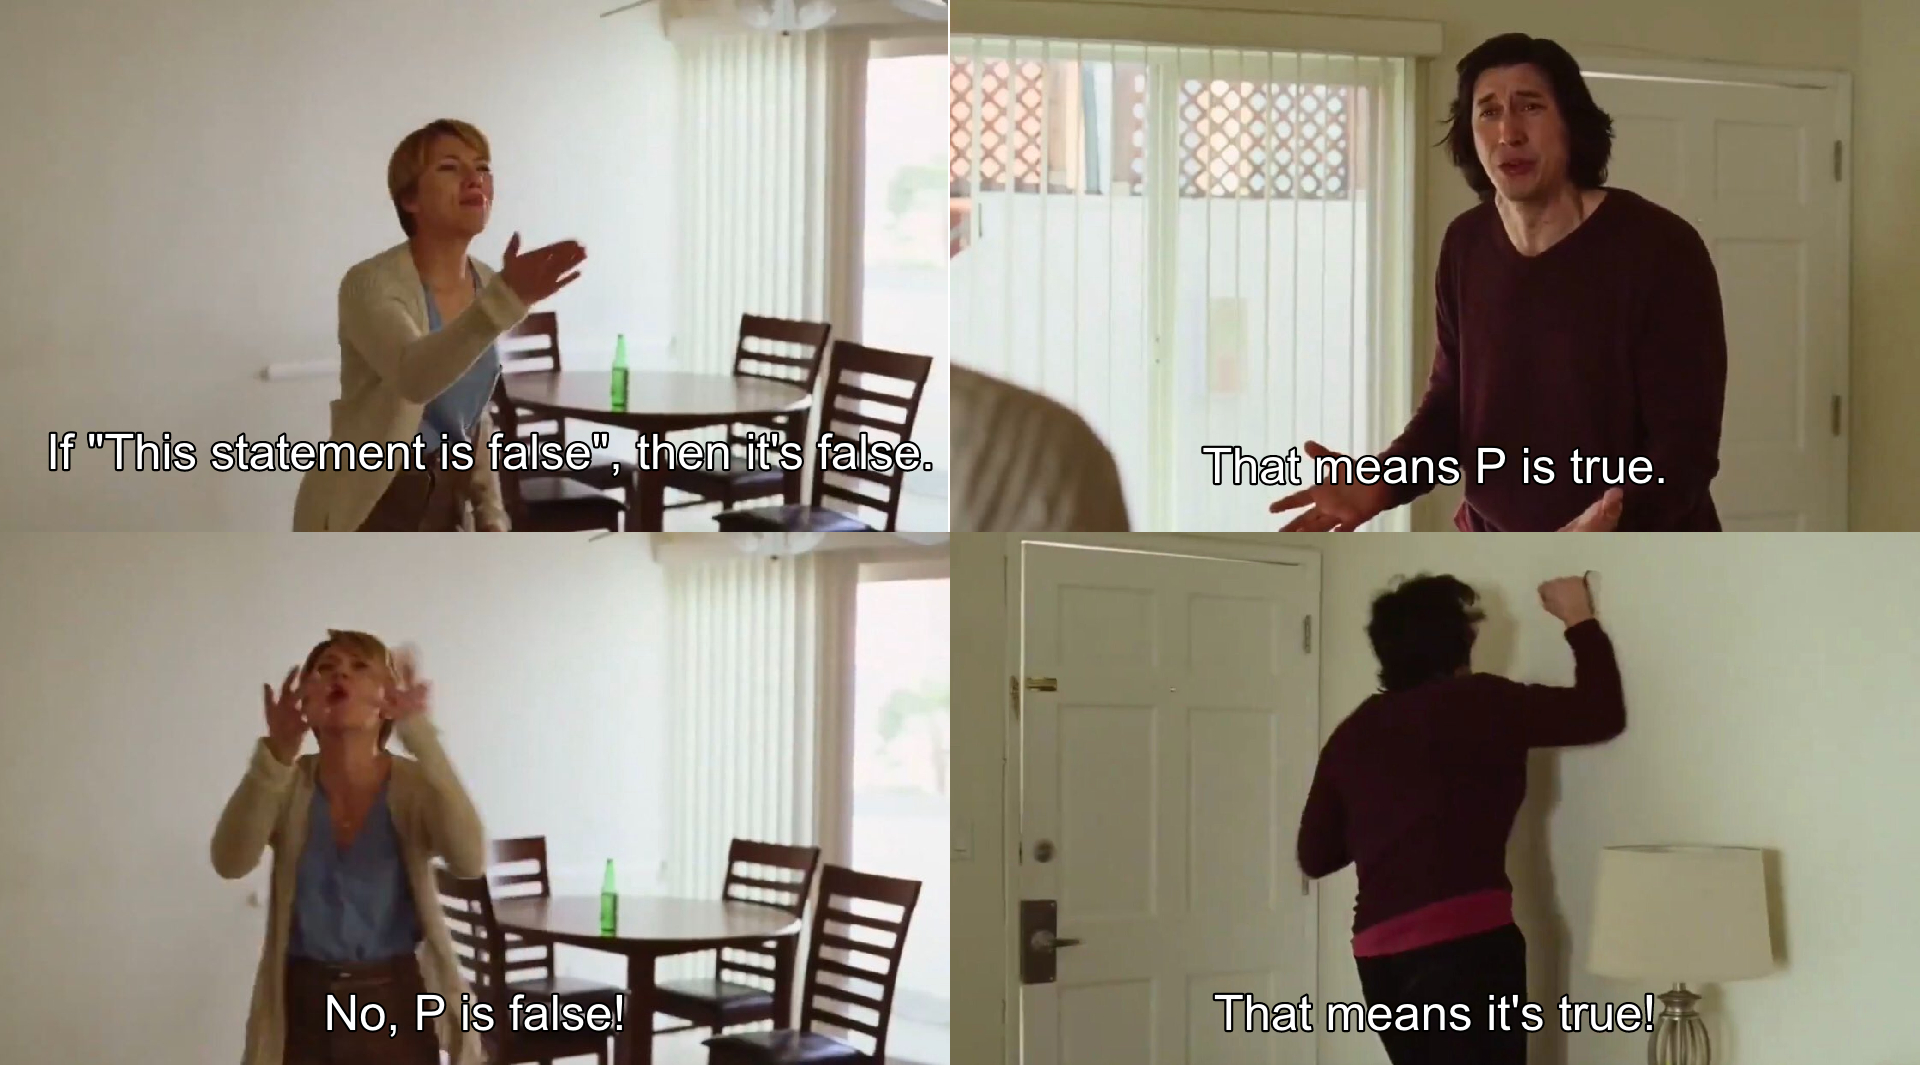 If "This statement is false", then it's false.
That means P is true.
No, P is false!
That means it's true!